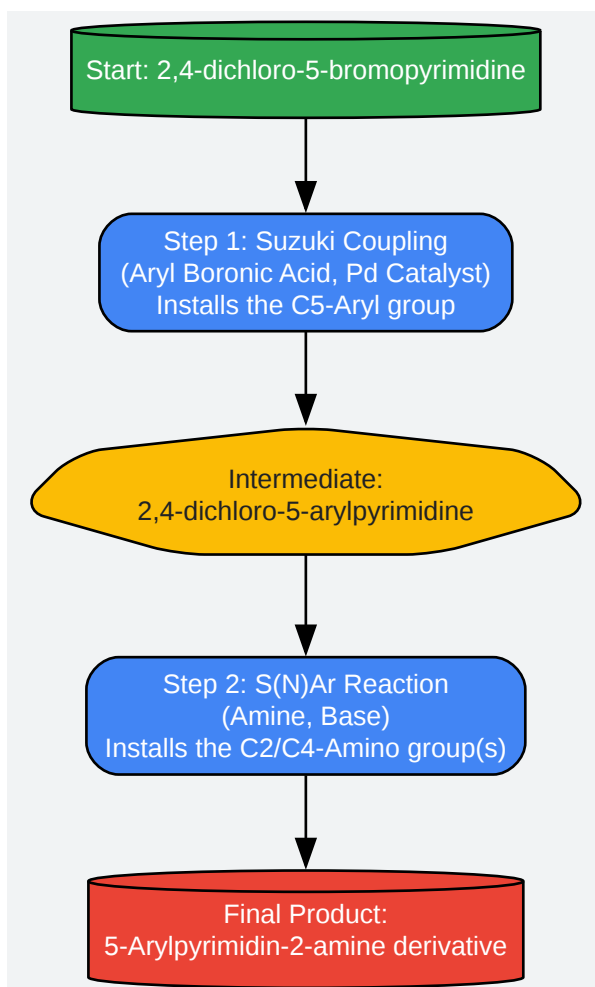 Start: 2,4-dichloro-5-bromopyrimidine
Step 1: Suzuki Coupling
(Aryl Boronic Acid, Pd Catalyst)
Installs the C5-Aryl group
Intermediate:
2,4-dichloro-5-arylpyrimidine
Step 2: S(N)Ar Reaction
(Amine, Base)
Installs the C2/C4-Amino group(s)
Final Product:
5-Arylpyrimidin-2-amine derivative